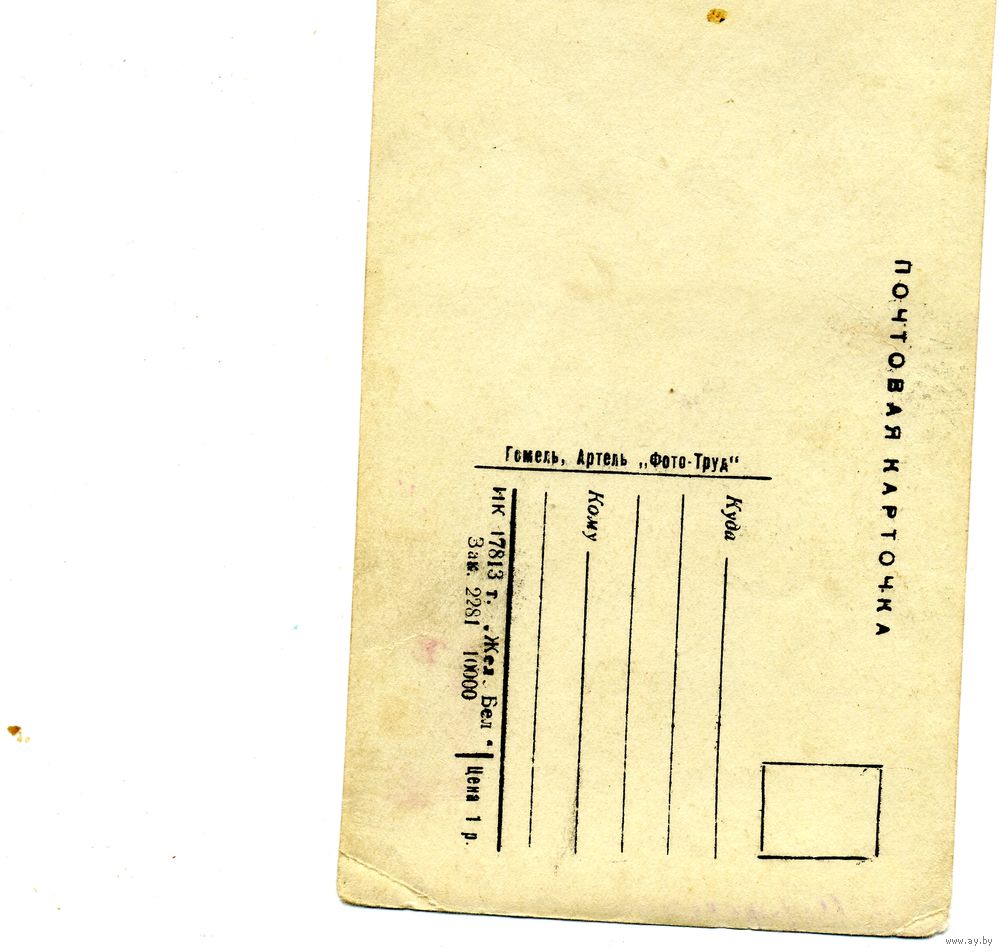 ПОЧТОВАЯ КАРТОЧКА
Гомель, Артель „Фото-Труд“
Куда
Кому
ИК 17813 т. „Жел. Бел“
Зак. 2281 10000
Цена 1 р.
www.ay.by